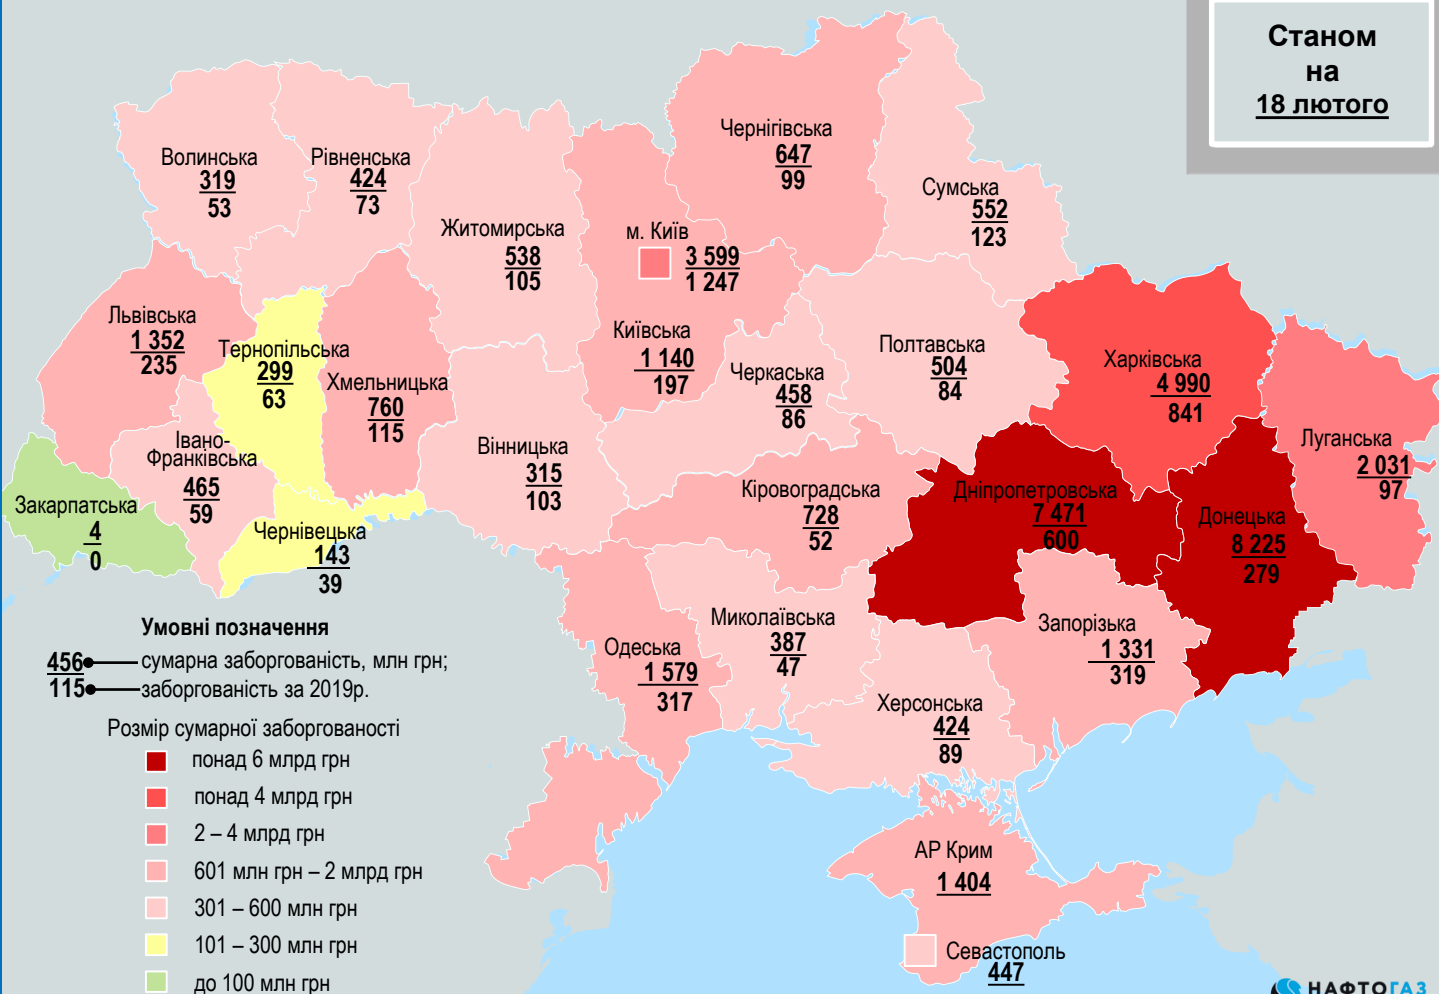 Станом
на
18 лютого
Чернігівська
647
99
Волинська
319
53
Рівненська
424
73
Сумська
552
123
Житомирська
538
105
м. Київ
3 599
1 247
Львівська
1 352
235
Тернопільська
299
63
Хмельницька
760
115
Київська
1 140
197
Черкаська
458
86
Полтавська
504
84
Харківська
4 990
841
Луганська
2 031
97
Івано-
Франківська
465
59
Вінницька
315
103
Кіровоградська
728
52
Дніпропетровська
7 471
600
Донецька
8 225
279
Закарпатська
4
0
Чернівецька
143
39
Миколаївська
387
47
Запорізька
1 331
319
Одеська
1 579
317
Херсонська
424
89
АР Крим
1 404
Севастополь
447
Умовні позначення
456 сумарна заборгованість, млн грн;
115 заборгованість за 2019р.
Розмір сумарної заборгованості
понад 6 млрд грн
понад 4 млрд грн
2 – 4 млрд грн
601 млн грн – 2 млрд грн
301 – 600 млн грн
101 – 300 млн грн
до 100 млн грн
НАФТОГАЗ